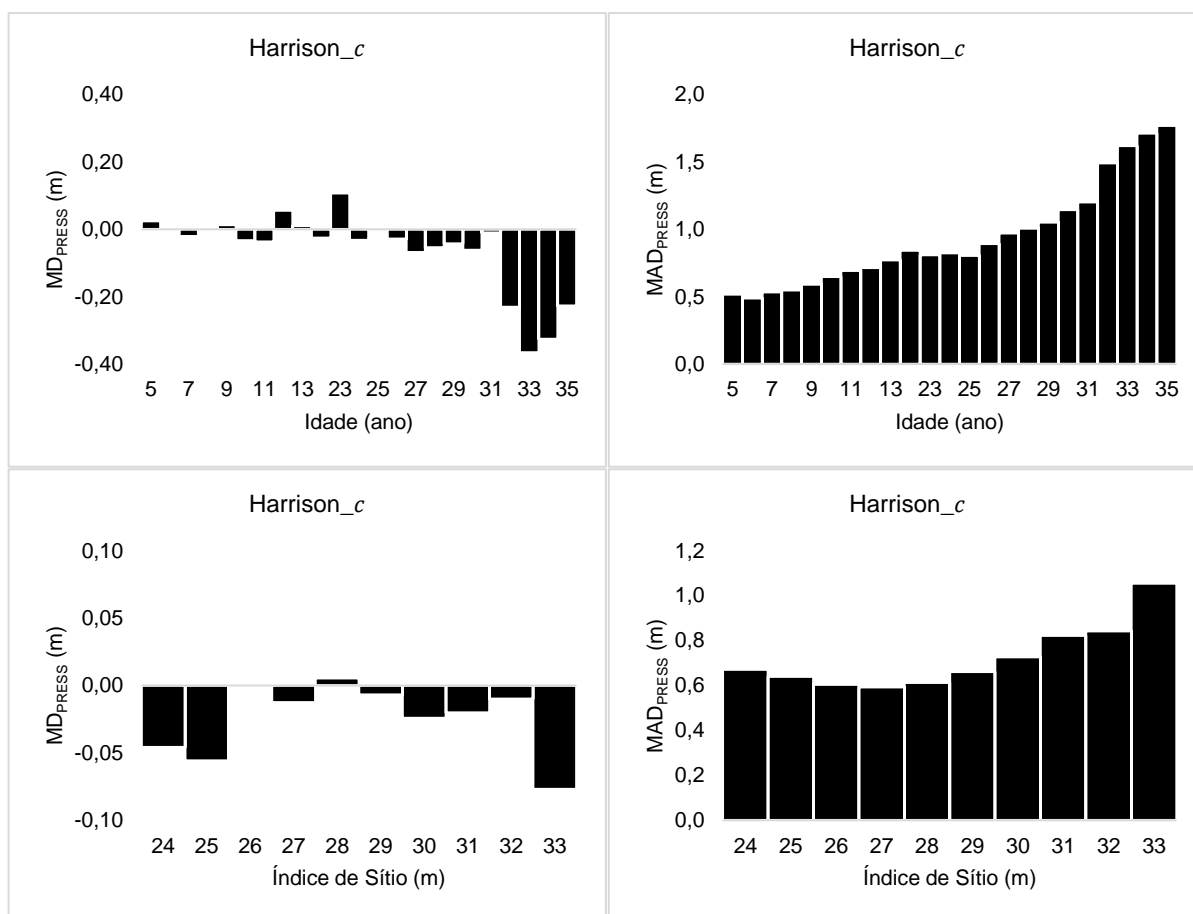 Harrison_c
0,40
0,20
0,00
-0,20
-0,40
MD_PRESS (m)
5 7 9 11 13 23 25 27 29 31 33 35
Idade (ano)
Harrison_c
2,0
1,5
1,0
0,5
0,0
MAD_PRESS (m)
5 7 9 11 13 23 25 27 29 31 33 35
Idade (ano)
Harrison_c
0,10
0,05
0,00
-0,05
-0,10
MD_PRESS (m)
24 25 26 27 28 29 30 31 32 33
Índice de Sítio (m)
Harrison_c
1,2
1,0
0,8
0,6
0,4
0,2
0,0
MAD_PRESS (m)
24 25 26 27 28 29 30 31 32 33
Índice de Sítio (m)